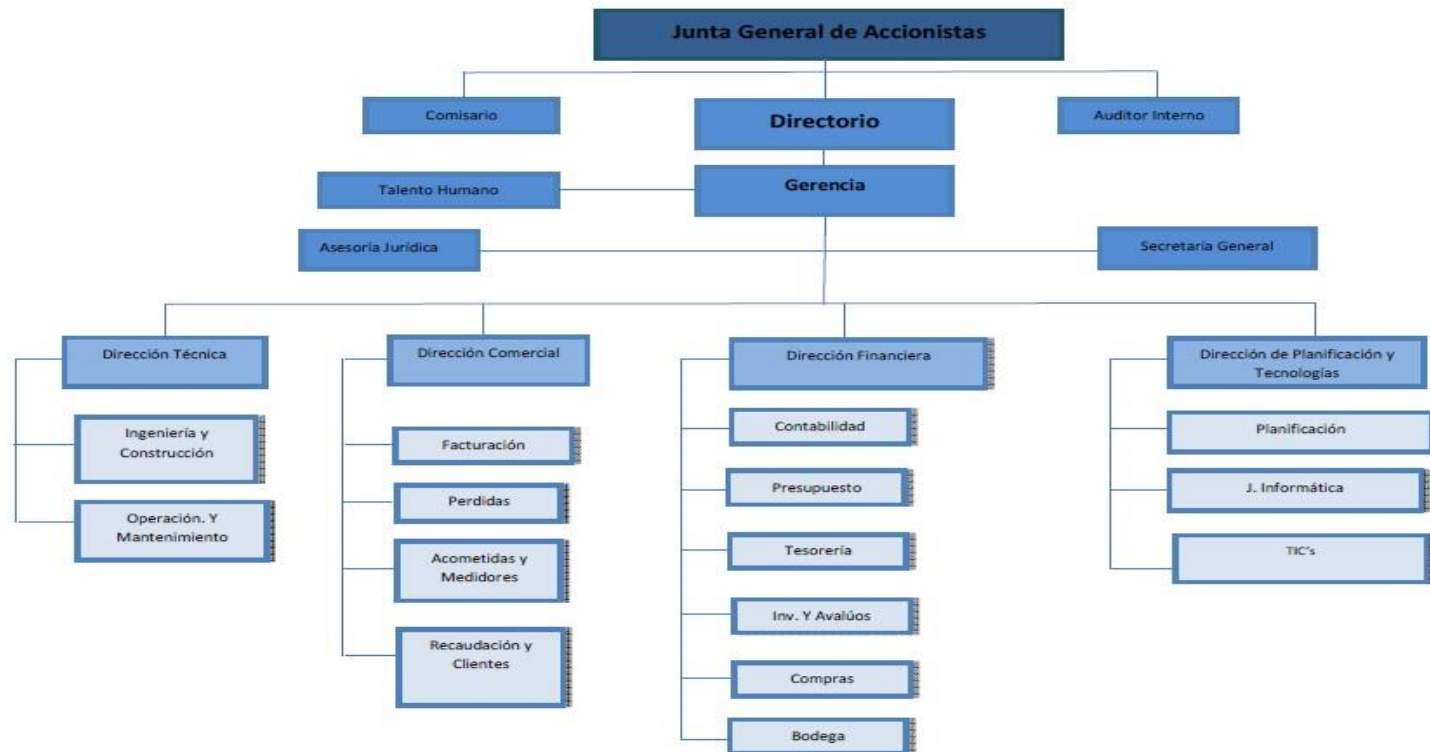 Junta General de Accionistas
Comisario
Directorio
Auditor Interno
Talento Humano
Gerencia
Asesoría Jurídica
Secretaría General
Dirección Técnica
Ingeniería y
Construcción
Operación. Y
Mantenimiento
Dirección Comercial
Facturación
Perdidas
Acometidas y
Medidores
Recaudación y
Clientes
Dirección Financiera
Contabilidad
Presupuesto
Tesorería
Inv. Y Avalúos
Compras
Bodega
Dirección de Planificación y
Tecnologías
Planificación
J. Informática
TIC's